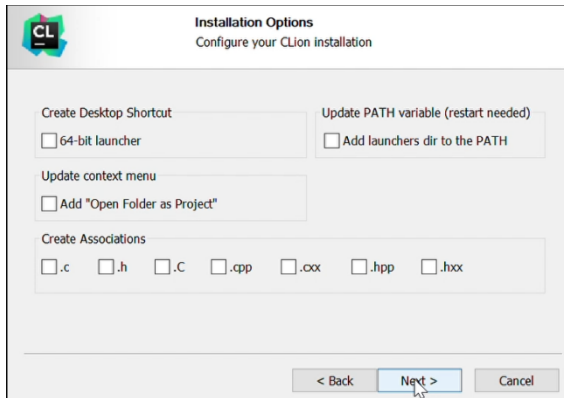 CL
Installation Options
Configure your CLion installation
Create Desktop Shortcut
64-bit launcher
Update PATH variable (restart needed)
Add launchers dir to the PATH
Update context menu
Add "Open Folder as Project"
Create Associations
.c .h .C .cpp .cxx .hpp .hxx
< Back Next > Cancel